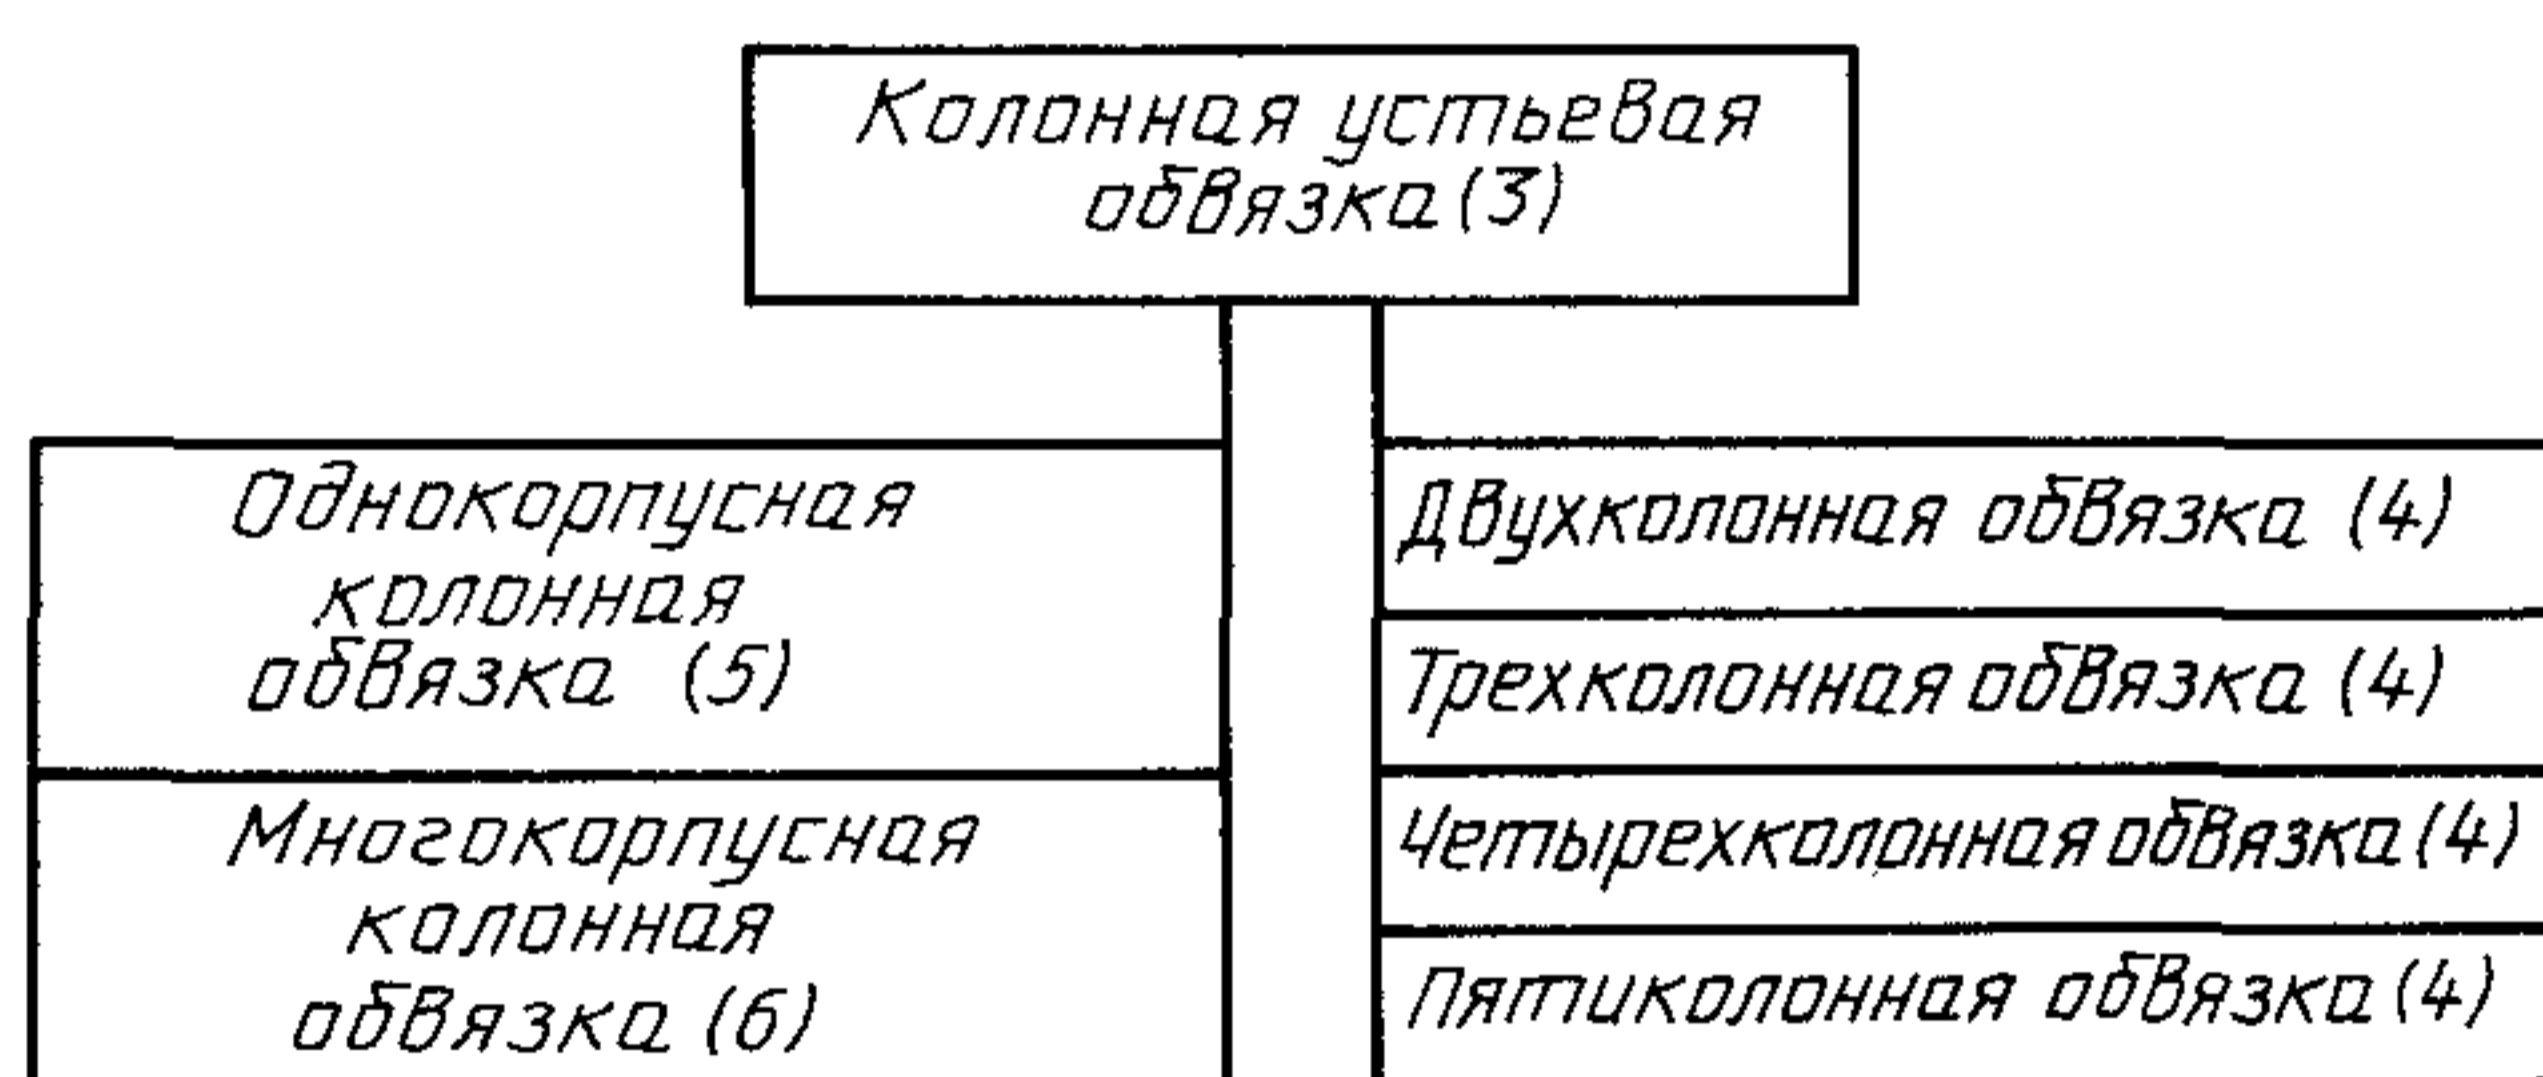 Колонная устьевая
обвязка (3)
Однокорпусная
колонная
обвязка (5)
Многокорпусная
колонная
обвязка (6)
Двухколонная обвязка (4)
Трехколонная обвязка (4)
Четырехколонная обвязка (4)
Пятиколонная обвязка (4)